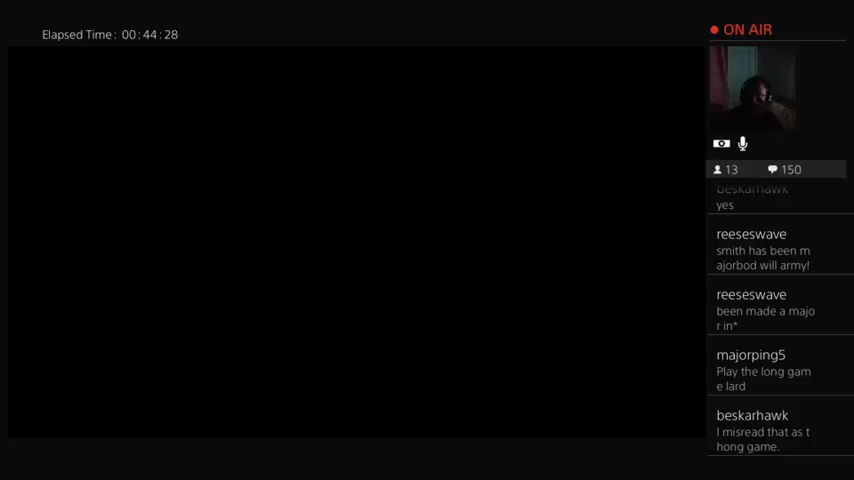 Elapsed Time: 00:44:28
ON AIR
13 150
beskarhawk
yes
reeseswave
smith has been m
ajorbod will army!
reeseswave
been made a majo
r in*
majorping5
Play the long gam
e lard
beskarhawk
I misread that as t
hong game.